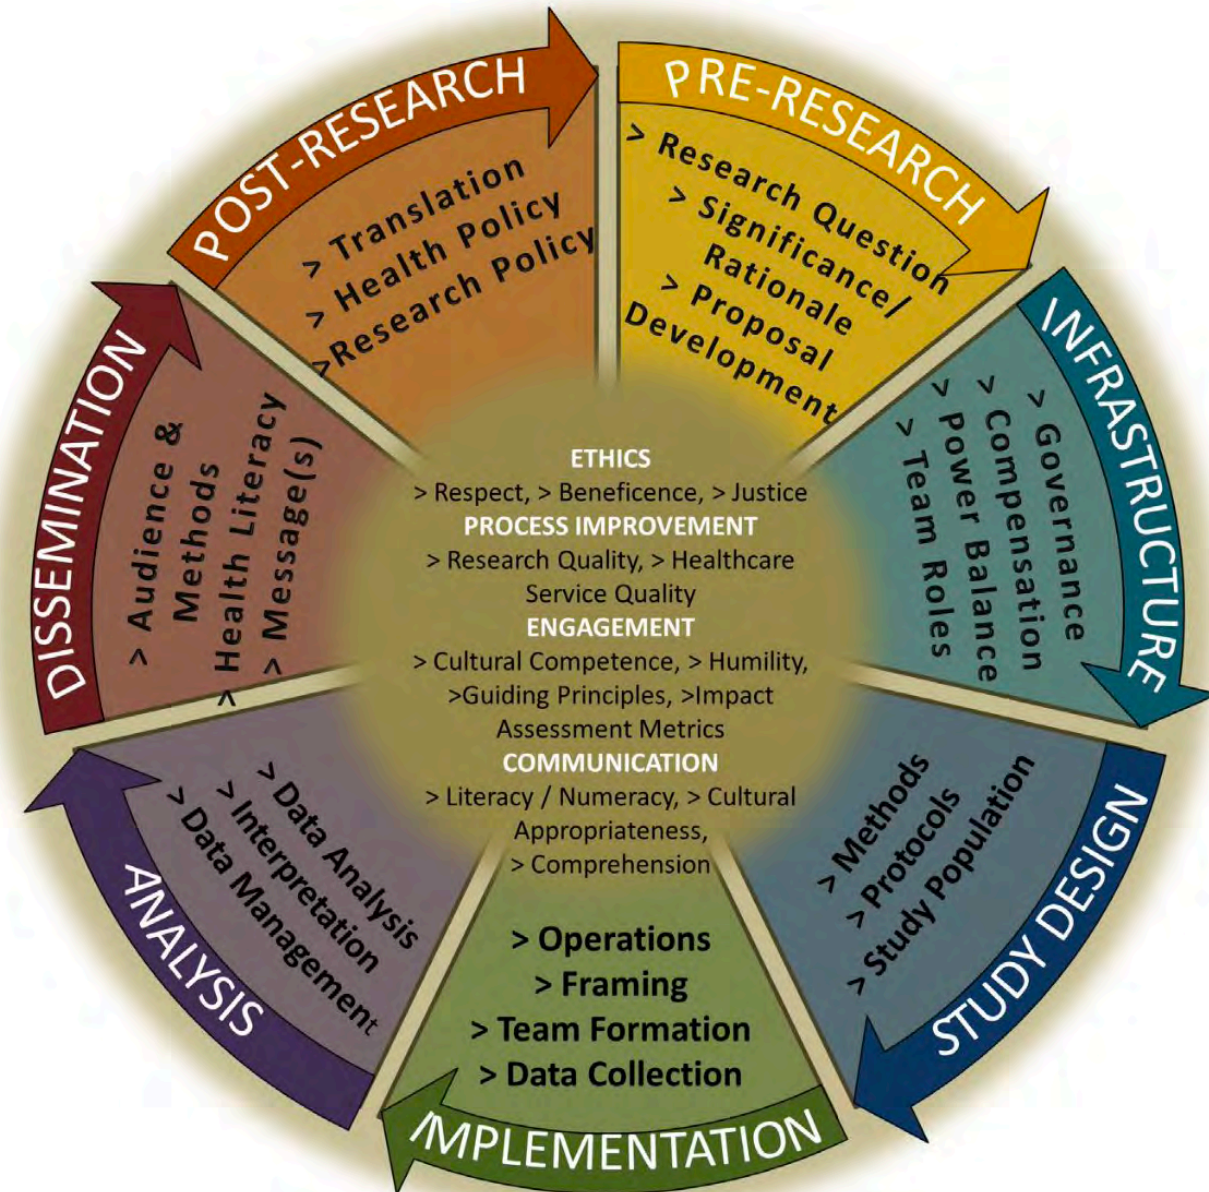 PRE-RESEARCH
> Research Question
> Significance/
Rationale
> Proposal
Development
INFRASTRUCTURE
> Governance
> Compensation
> Power Balance
> Team Roles
STUDY DESIGN
> Methods
> Protocols
> Study Population
IMPLEMENTATION
> Operations
> Framing
> Team Formation
> Data Collection
ANALYSIS
> Data Analysis
> Interpretation
> Data Management
DISSEMINATION
> Audience &
Methods
> Health Literacy
> Message(s)
POST-RESEARCH
> Translation
> Health Policy
>Research Policy
ETHICS
> Respect, > Beneficence, > Justice
PROCESS IMPROVEMENT
> Research Quality, > Healthcare
Service Quality
ENGAGEMENT
> Cultural Competence, > Humility,
>Guiding Principles, >Impact
Assessment Metrics
COMMUNICATION
> Literacy / Numeracy, > Cultural
Appropriateness,
> Comprehension